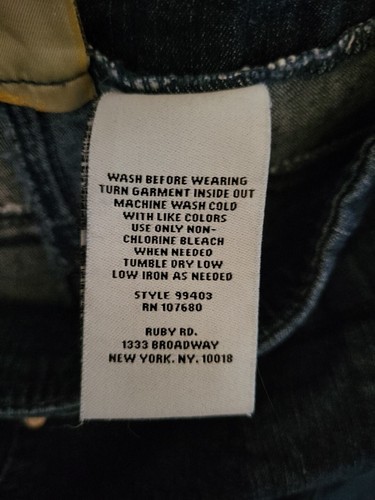 WASH BEFORE WEARING
TURN GARMENT INSIDE OUT
MACHINE WASH COLD
WITH LIKE COLORS
USE ONLY NON-
CHLORINE BLEACH
WHEN NEEDED
TUMBLE DRY LOW
LOW IRON AS NEEDED
STYLE 99403
RN 107680
RUBY RD.
1333 BROADWAY
NEW YORK. NY. 10018